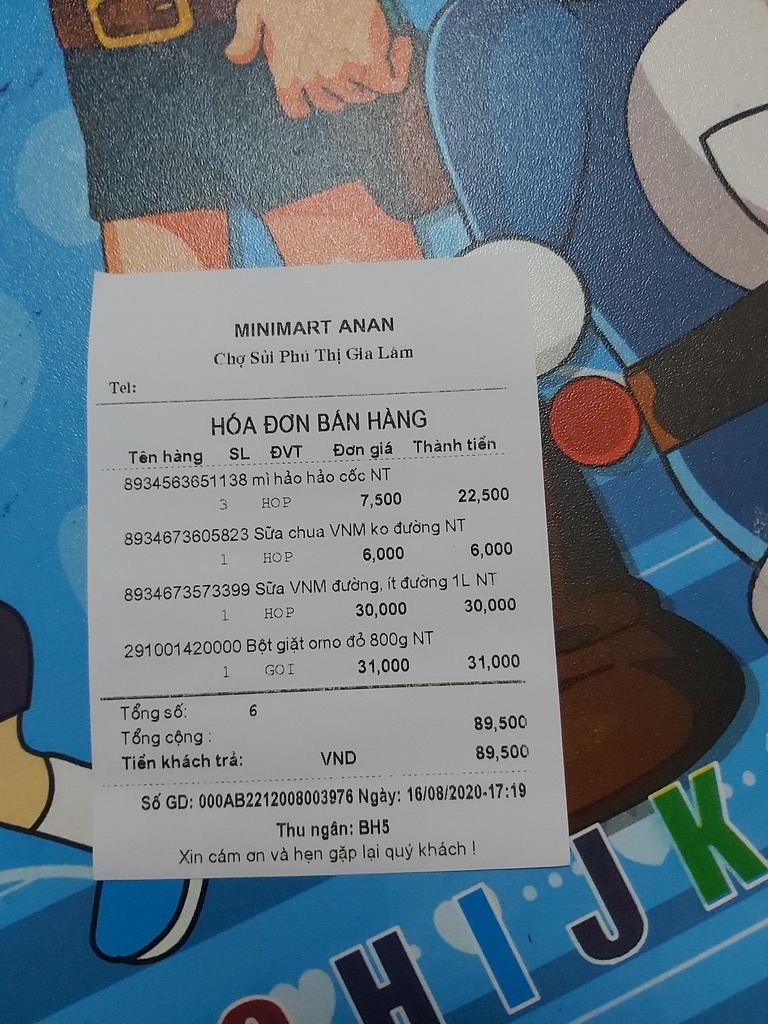 MINIMART ANAN
Chợ Sủi Phú Thị Gia Lâm
Tel:
HÓA ĐƠN BÁN HÀNG
Tên hàng SL ĐVT Đơn giá Thành tiền
8934563651138 mì hảo hảo cốc NT
3 HOP 7,500 22,500
8934673605823 Sữa chua VNM ko đường NT
1 HOP 6,000 6,000
8934673573399 Sữa VNM đường, ít đường 1L NT
1 HOP 30,000 30,000
291001420000 Bột giặt omo đỏ 800g NT
1 GOI 31,000 31,000
Tổng số: 6
Tổng cộng : 89,500
Tiền khách trả: VND 89,500
Số GD: 000AB2212008003976 Ngày: 16/08/2020-17:19
Thu ngân: BH5
Xin cám ơn và hẹn gặp lại quý khách !
H I J K